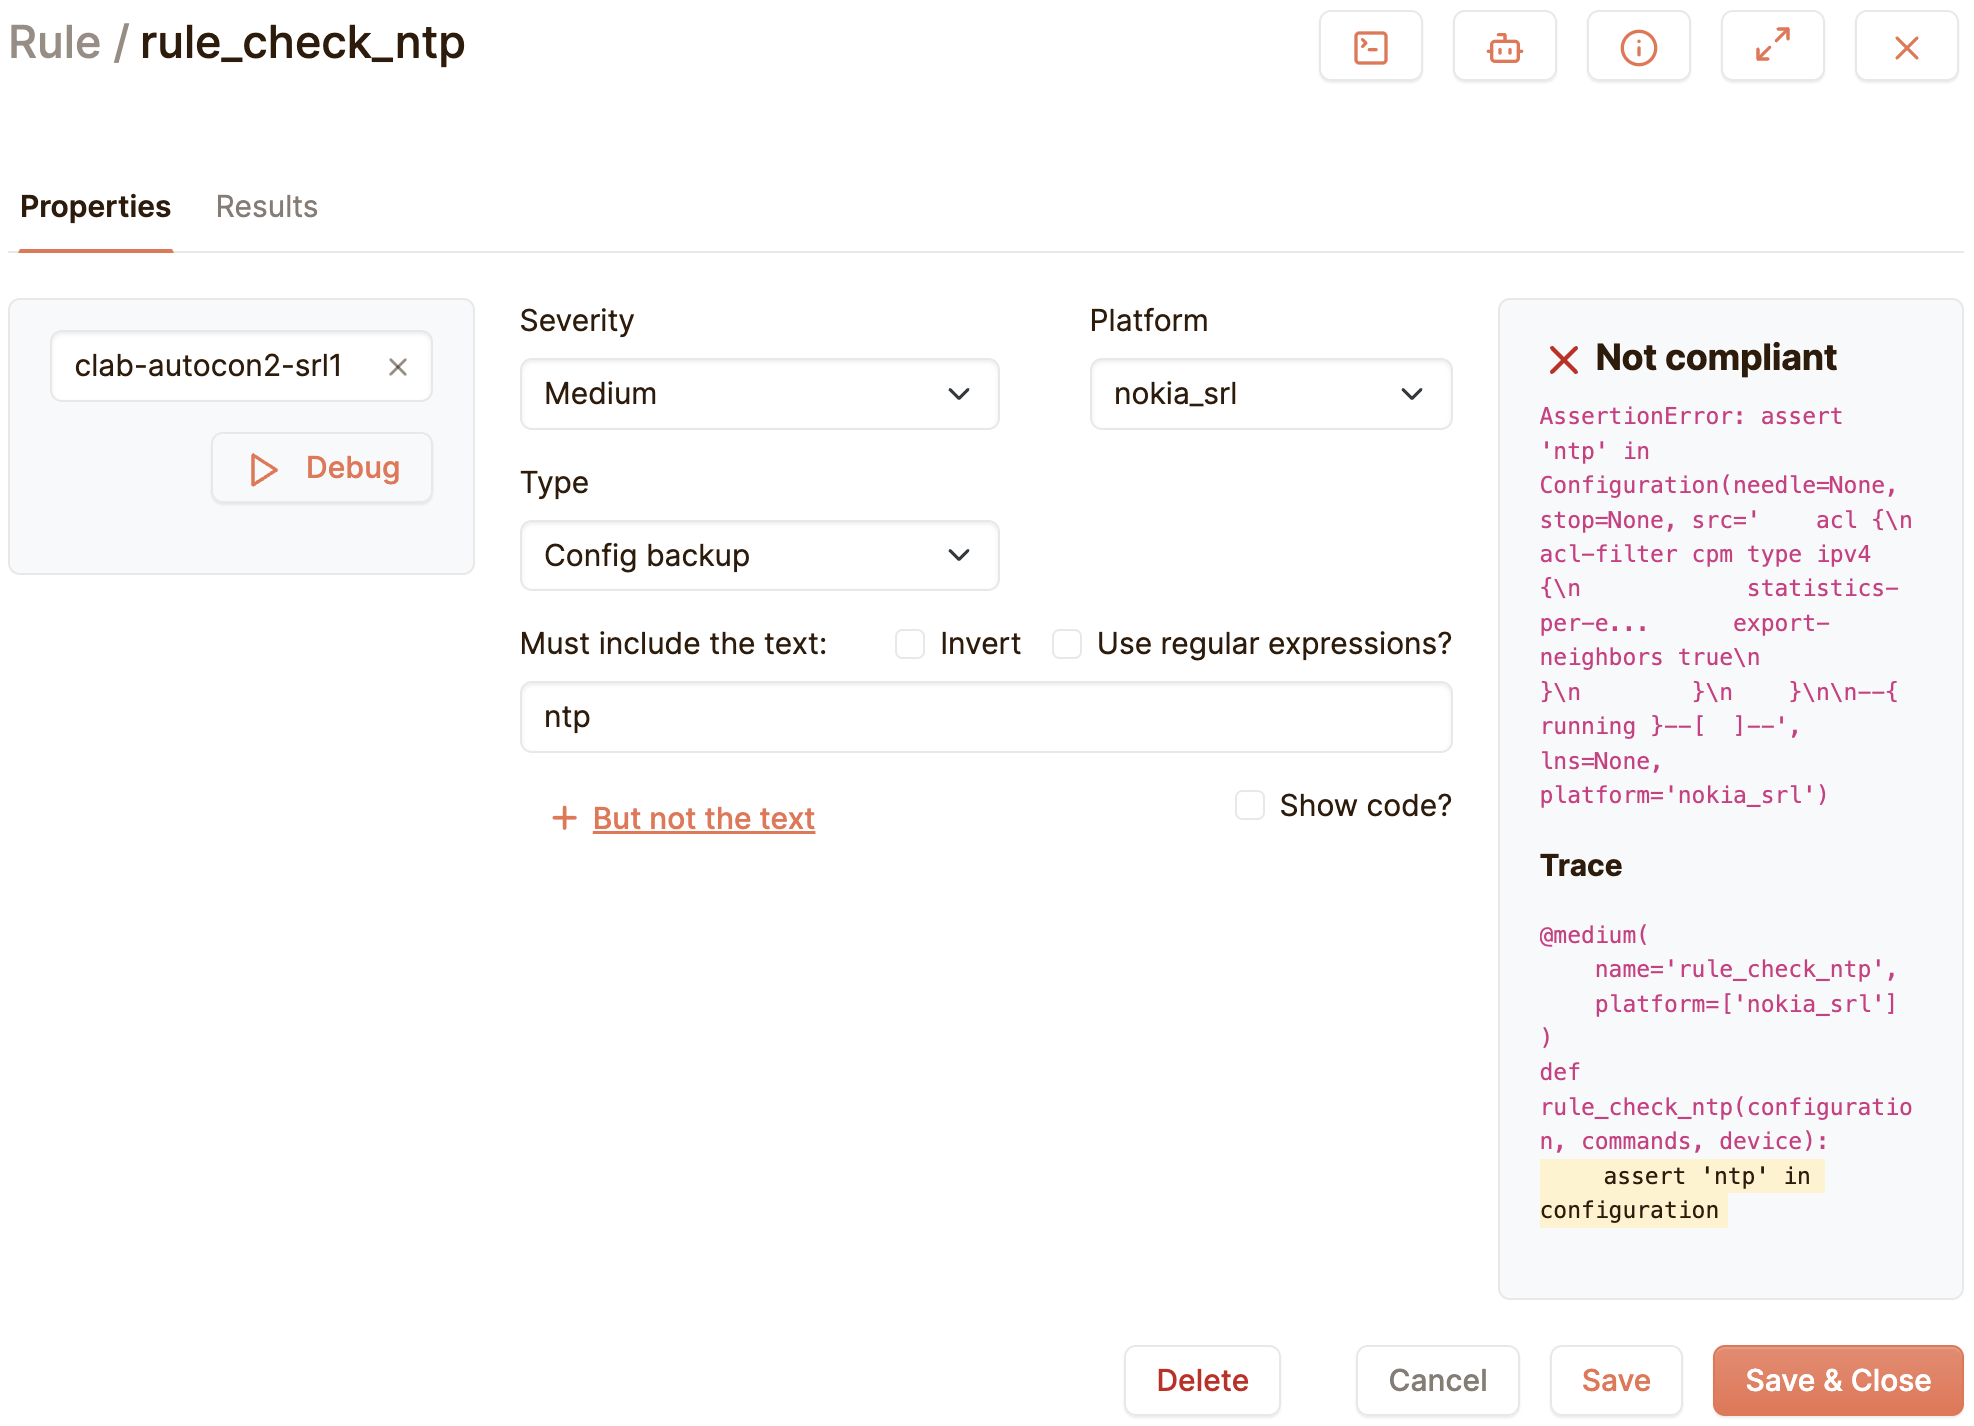 Rule / rule_check_ntp
Properties
Results
clab-autocon2-srl1
Debug
Severity
Platform
Medium
nokia_srl
Type
Config backup
Must include the text:
Invert
Use regular expressions?
ntp
+ But not the text
Show code?
Not compliant
AssertionError: assert
'ntp' in
Configuration(needle=None,
stop=None, src='    acl {\n
acl-filter cpm type ipv4
{\n            statistics-
per-e...      export-
neighbors true\n
}\n        }\n    }\n\n--{
running }--[  ]--',
lns=None,
platform='nokia_srl')
Trace
@medium(
    name='rule_check_ntp',
    platform=['nokia_srl']
)
def
rule_check_ntp(configuratio
n, commands, device):
    assert 'ntp' in
configuration
Delete
Cancel
Save
Save & Close